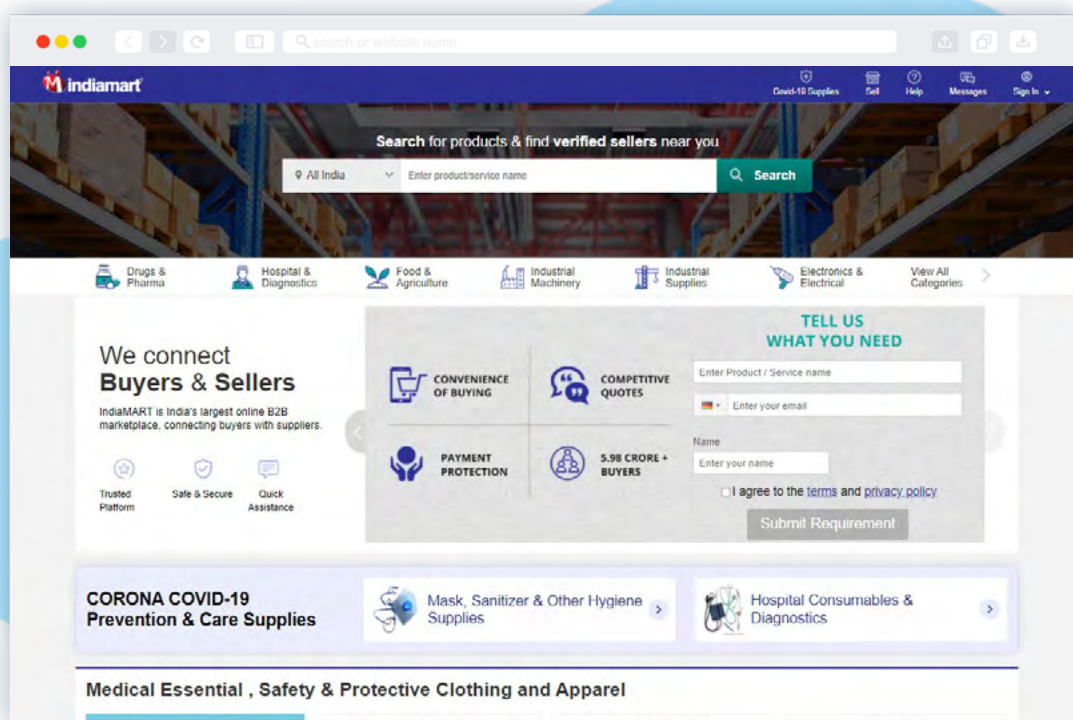 search or website name
indiamart
Covid-19 Supplies
Sell
Help
Messages
Sign In
Search for products & find verified sellers near you
All India
Enter product/service name
Search
Drugs &
Pharma
Hospital &
Diagnostics
Food &
Agriculture
Industrial
Machinery
Industrial
Supplies
Electronics &
Electrical
View All
Categories
We connect
Buyers & Sellers
IndiaMART is India's largest online B2B
marketplace, connecting buyers with suppliers.
Trusted
Platform
Safe & Secure
Quick
Assistance
CONVENIENCE
OF BUYING
COMPETITIVE
QUOTES
PAYMENT
PROTECTION
5.98 CRORE +
BUYERS
TELL US
WHAT YOU NEED
Enter Product / Service name
Enter your email
Name
Enter your name
I agree to the terms and privacy policy
Submit Requirement
CORONA COVID-19
Prevention & Care Supplies
Mask, Sanitizer & Other Hygiene
Supplies
Hospital Consumables &
Diagnostics
Medical Essential , Safety & Protective Clothing and Apparel